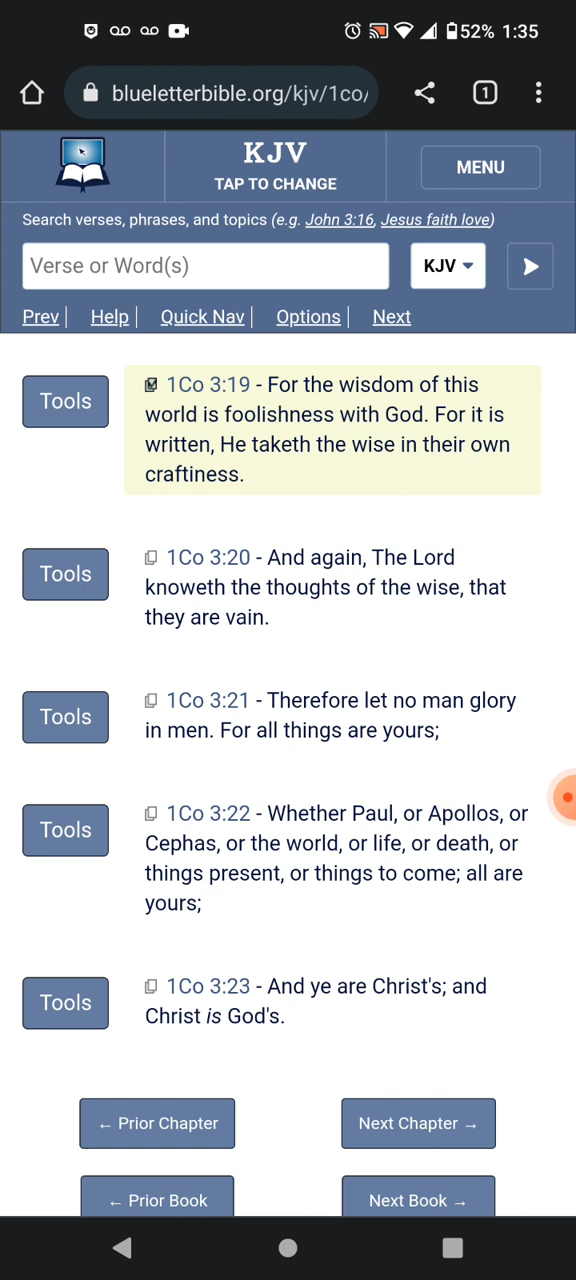 52% 1:35
blueletterbible.org/kjv/1co/
1
KJV
TAP TO CHANGE
MENU
Search verses, phrases, and topics (e.g. John 3:16, Jesus faith love)
Verse or Word(s)
KJV
Prev | Help | Quick Nav | Options | Next
Tools
1Co 3:19 - For the wisdom of this
world is foolishness with God. For it is
written, He taketh the wise in their own
craftiness.
Tools
1Co 3:20 - And again, The Lord
knoweth the thoughts of the wise, that
they are vain.
Tools
1Co 3:21 - Therefore let no man glory
in men. For all things are yours;
Tools
1Co 3:22 - Whether Paul, or Apollos, or
Cephas, or the world, or life, or death, or
things present, or things to come; all are
yours;
Tools
1Co 3:23 - And ye are Christ's; and
Christ is God's.
← Prior Chapter
Next Chapter →
← Prior Book
Next Book →